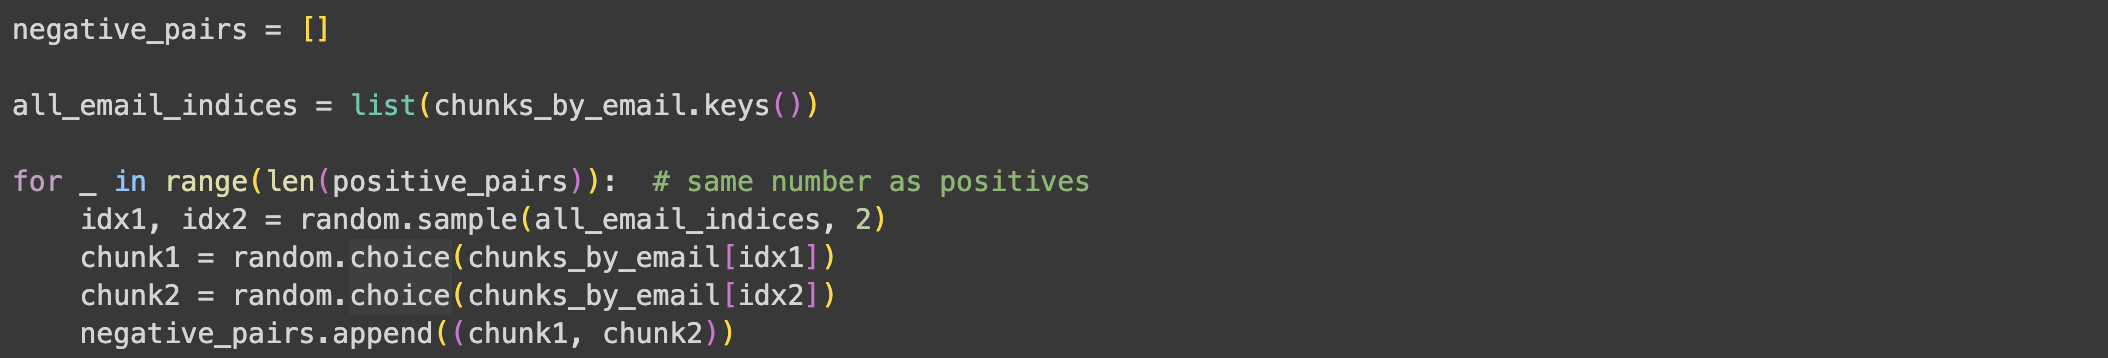 negative_pairs = []
all_email_indices = list(chunks_by_email.keys())
for _ in range(len(positive_pairs)):  # same number as positives
    idx1, idx2 = random.sample(all_email_indices, 2)
    chunk1 = random.choice(chunks_by_email[idx1])
    chunk2 = random.choice(chunks_by_email[idx2])
    negative_pairs.append((chunk1, chunk2))